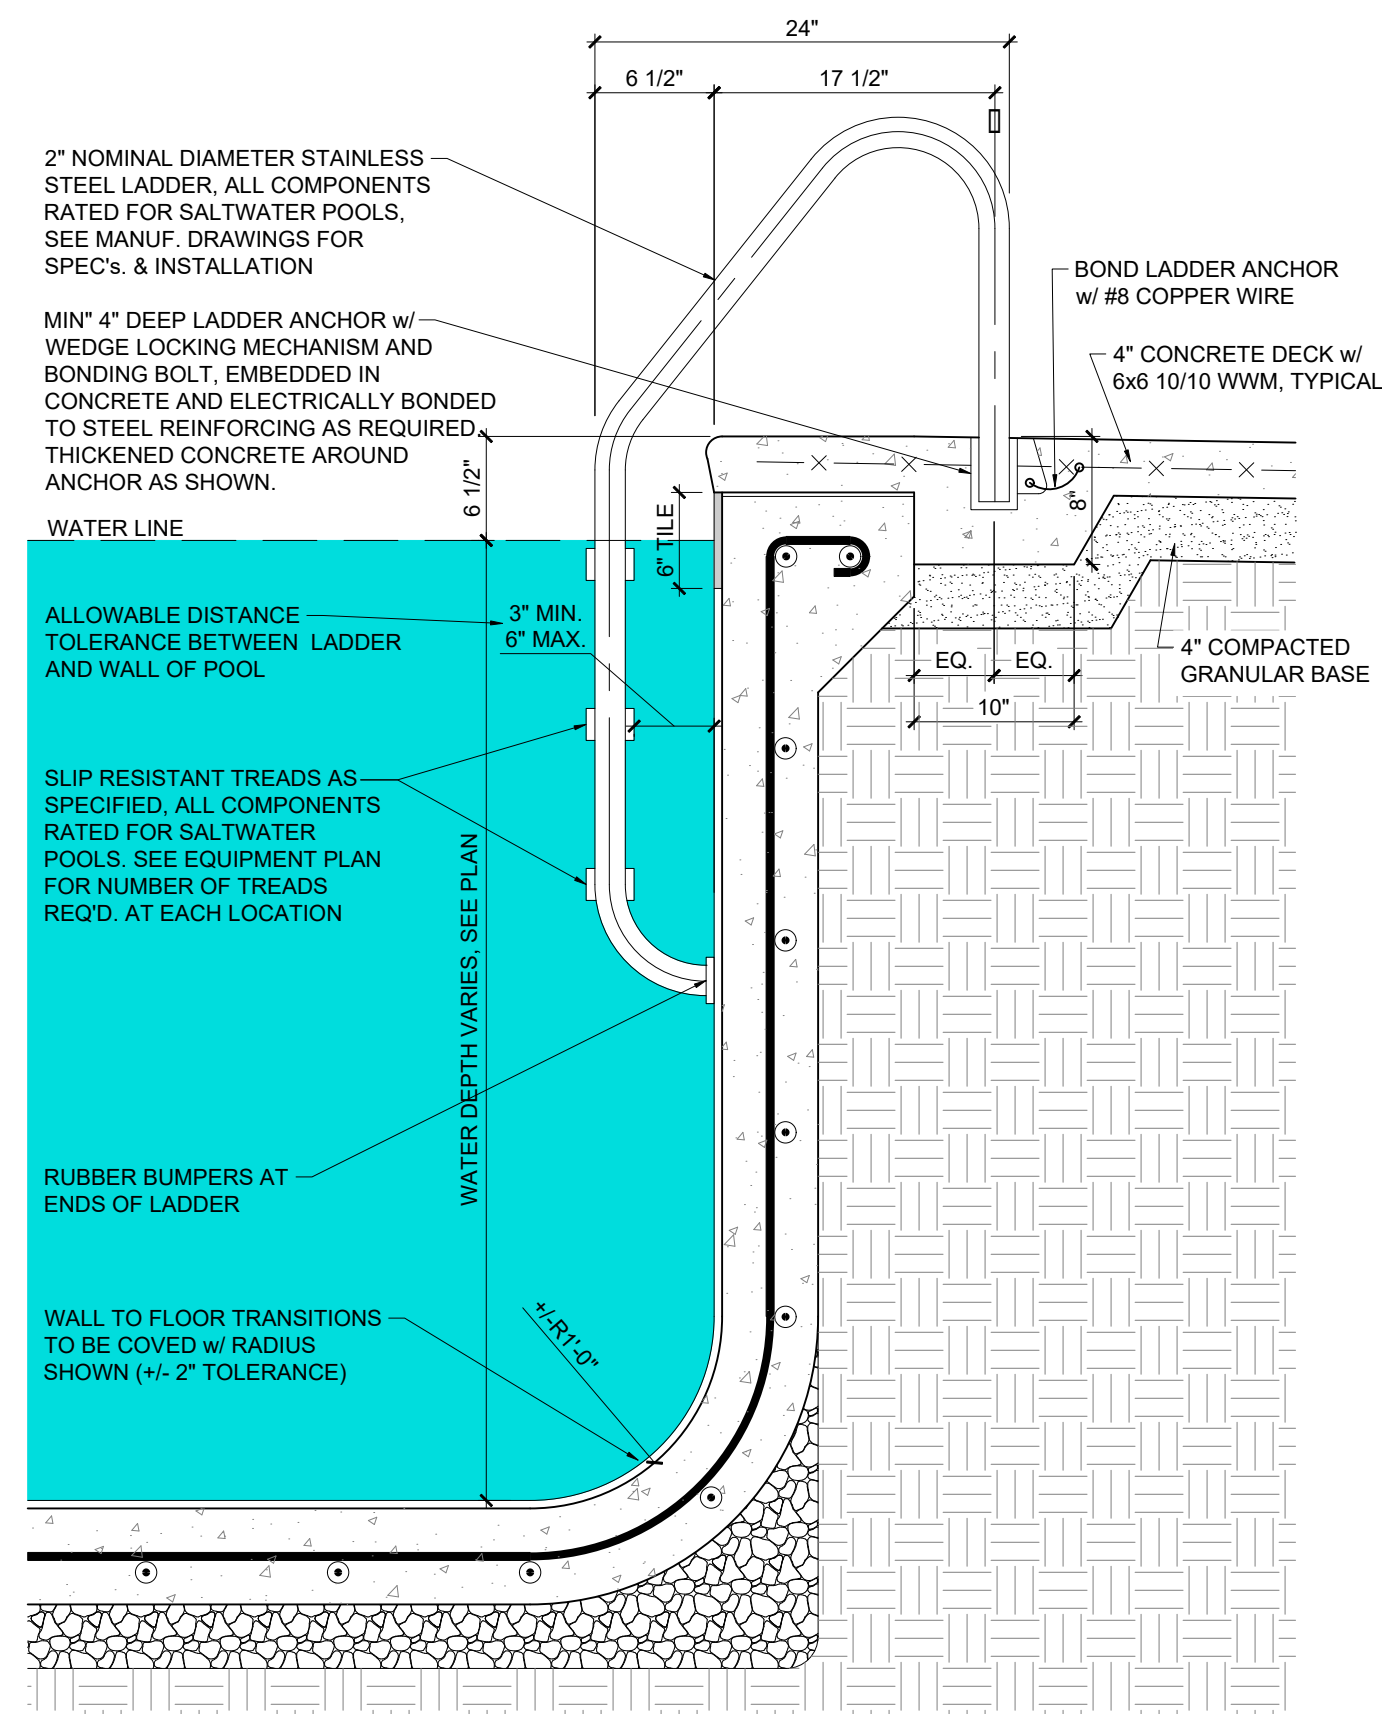 24"
6 1/2"
17 1/2"
2" NOMINAL DIAMETER STAINLESS
STEEL LADDER, ALL COMPONENTS
RATED FOR SALTWATER POOLS,
SEE MANUF. DRAWINGS FOR
SPEC's. & INSTALLATION
BOND LADDER ANCHOR
w/ #8 COPPER WIRE
MIN" 4" DEEP LADDER ANCHOR w/
WEDGE LOCKING MECHANISM AND
BONDING BOLT, EMBEDDED IN
CONCRETE AND ELECTRICALLY BONDED
TO STEEL REINFORCING AS REQUIRED.
THICKENED CONCRETE AROUND
ANCHOR AS SHOWN.
4" CONCRETE DECK w/
6x6 10/10 WWM, TYPICAL
6 1/2"
8"
WATER LINE
6" TILE
ALLOWABLE DISTANCE
TOLERANCE BETWEEN LADDER
AND WALL OF POOL
3" MIN.
6" MAX.
4" COMPACTED
GRANULAR BASE
EQ.
EQ.
10"
SLIP RESISTANT TREADS AS
SPECIFIED, ALL COMPONENTS
RATED FOR SALTWATER
POOLS. SEE EQUIPMENT PLAN
FOR NUMBER OF TREADS
REQ'D. AT EACH LOCATION
WATER DEPTH VARIES, SEE PLAN
RUBBER BUMPERS AT
ENDS OF LADDER
WALL TO FLOOR TRANSITIONS
TO BE COVED w/ RADIUS
SHOWN (+/- 2" TOLERANCE)
+/-R1'-0"